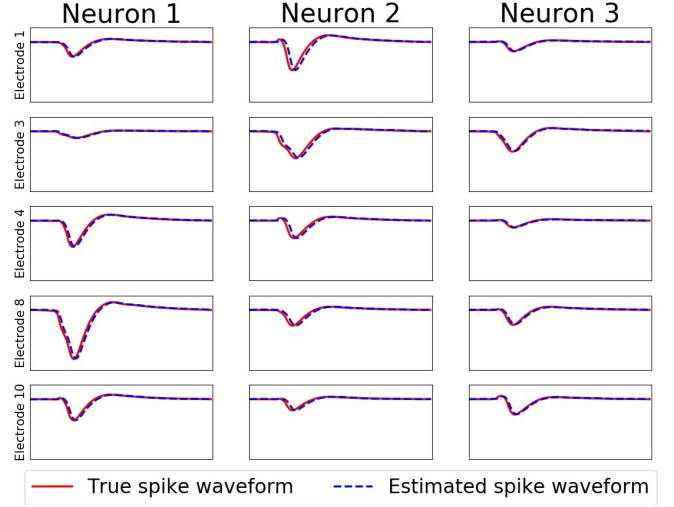 Neuron 1 Neuron 2 Neuron 3
Electrode 1
Electrode 3
Electrode 4
Electrode 8
Electrode 10
True spike waveform Estimated spike waveform